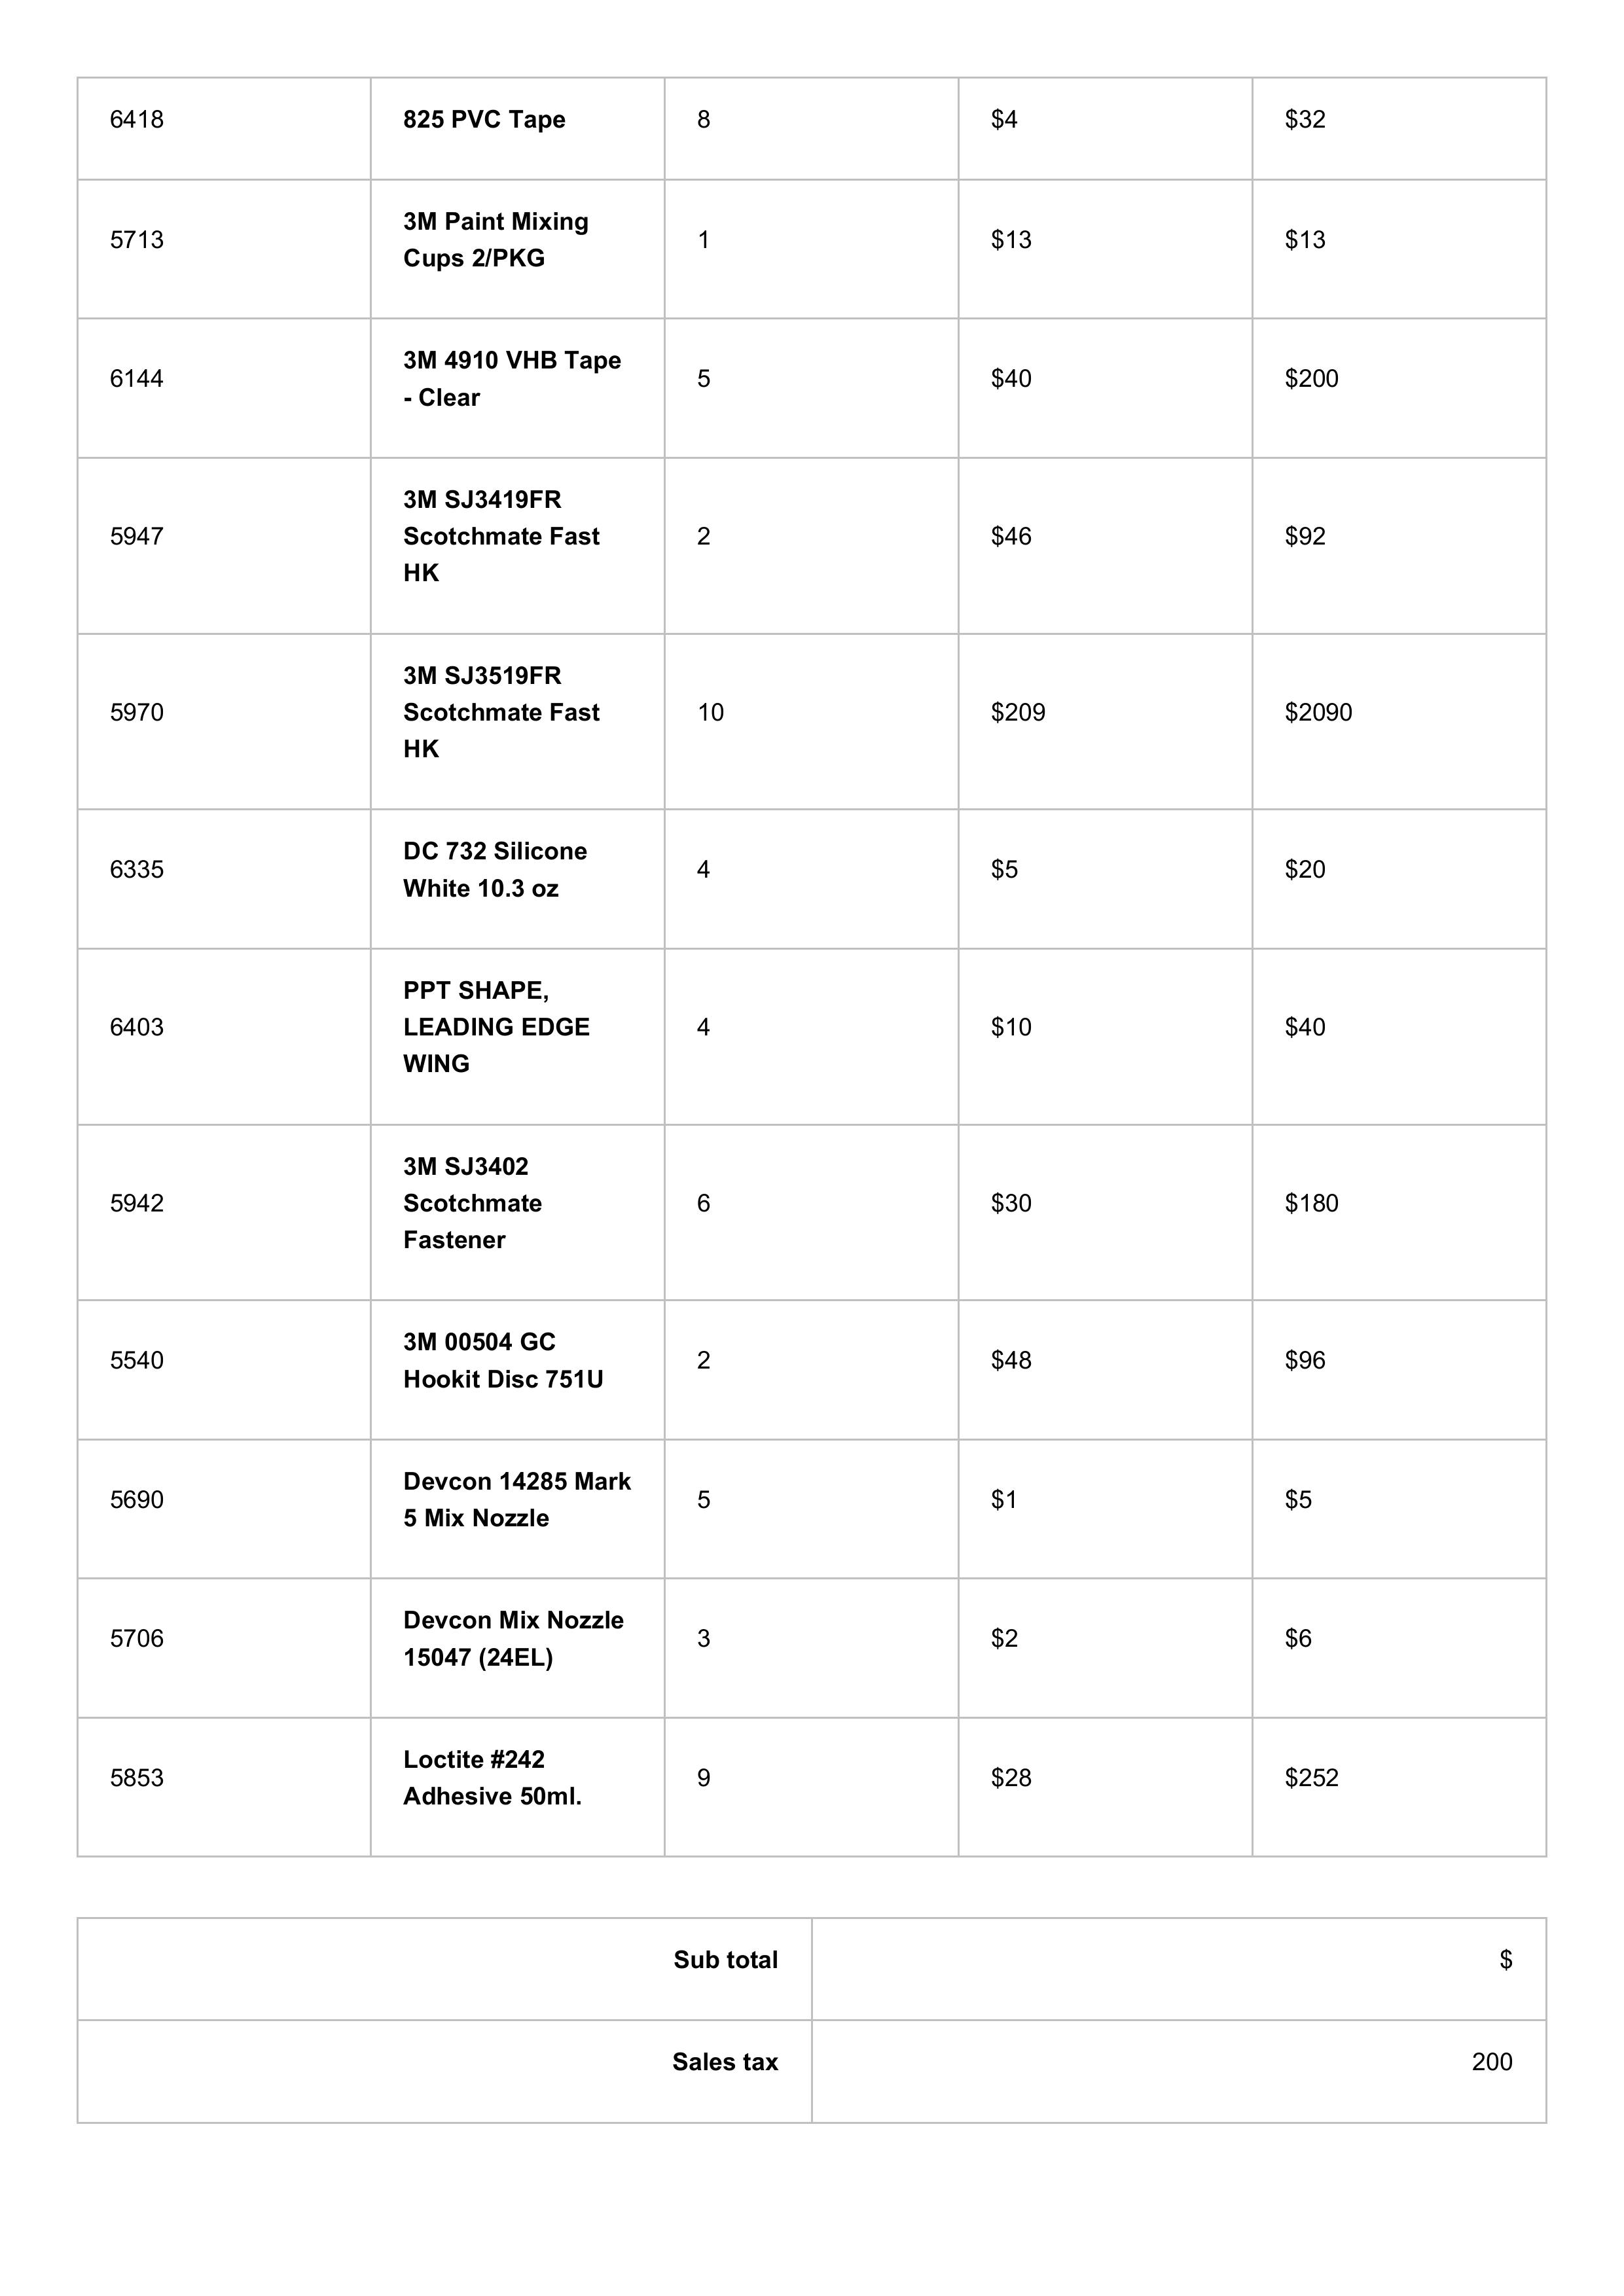 6418 825 PVC Tape 8 $4 $32
3M Paint Mixing
5713 1 $13 $13
Cups 2/PKG
3M 4910 VHB Tape
6144 5 $40 $200
- Clear
3M SJ3419FR
5947 Scotchmate Fast 2 $46 $92
HK
3M SJ3519FR
5970 Scotchmate Fast 10 $209 $2090
HK
DC 732 Silicone
6335 4 $5 $20
White 10.3 oz
PPT SHAPE,
6403 LEADING EDGE 4 $10 $40
WING
3M SJ3402
5942 Scotchmate 6 $30 $180
Fastener
3M 00504 GC
5540 2 $48 $96
Hookit Disc 751U
Devcon 14285 Mark
5690 5 $1 $5
5 Mix Nozzle
Devcon Mix Nozzle
5706 3 $2 $6
15047 (24EL)
Loctite #242
5853 9 $28 $252
Adhesive 50ml.
Sub total $
Sales tax 200